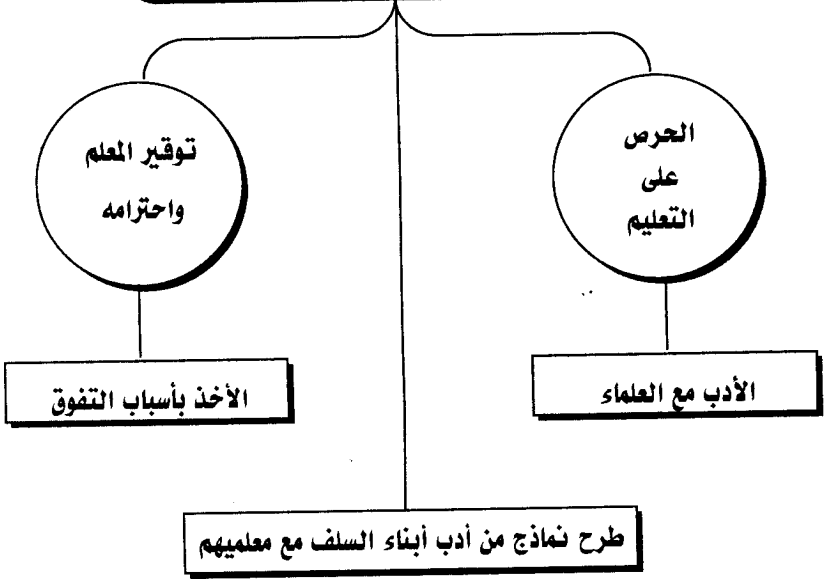 الحرص
على
التعليم
توقير المعلم
واحترامه
الأدب مع العلماء
الأخذ بأسباب التفوق
طرح نماذج من أدب أبناء السلف مع معلميهم